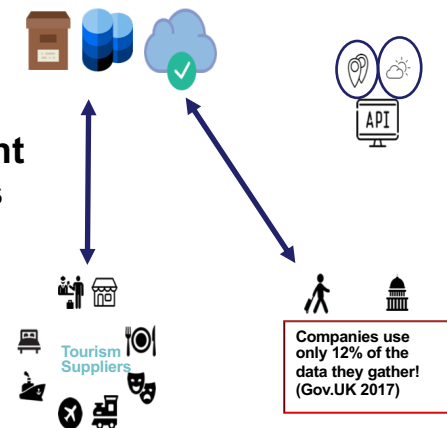 API
nt
s
Tourism
Suppliers
Companies use
only 12% of the
data they gather!
(Gov.UK 2017)